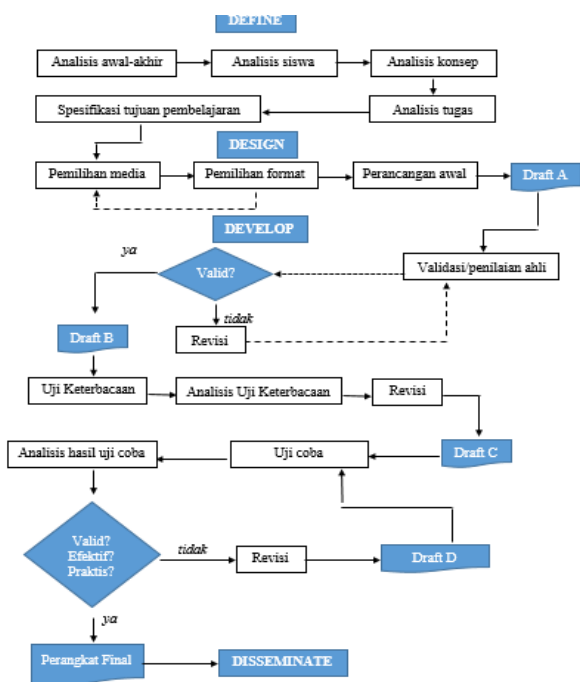 DEFINE
Analisis awal-akhir
Analisis siswa
Analisis konsep
Spesifikasi tujuan pembelajaran
Analisis tugas
DESIGN
Pemilihan media
Pemilihan format
Perancangan awal
Draft A
DEVELOP
ya
Valid?
Validasi/penilaian ahli
tidak
Revisi
Draft B
Uji Keterbacaan
Analisis Uji Keterbacaan
Revisi
Analisis hasil uji coba
Uji coba
Draft C
Valid?
Efektif?
Praktis?
tidak
Revisi
Draft D
ya
Perangkat Final
DISSEMINATE